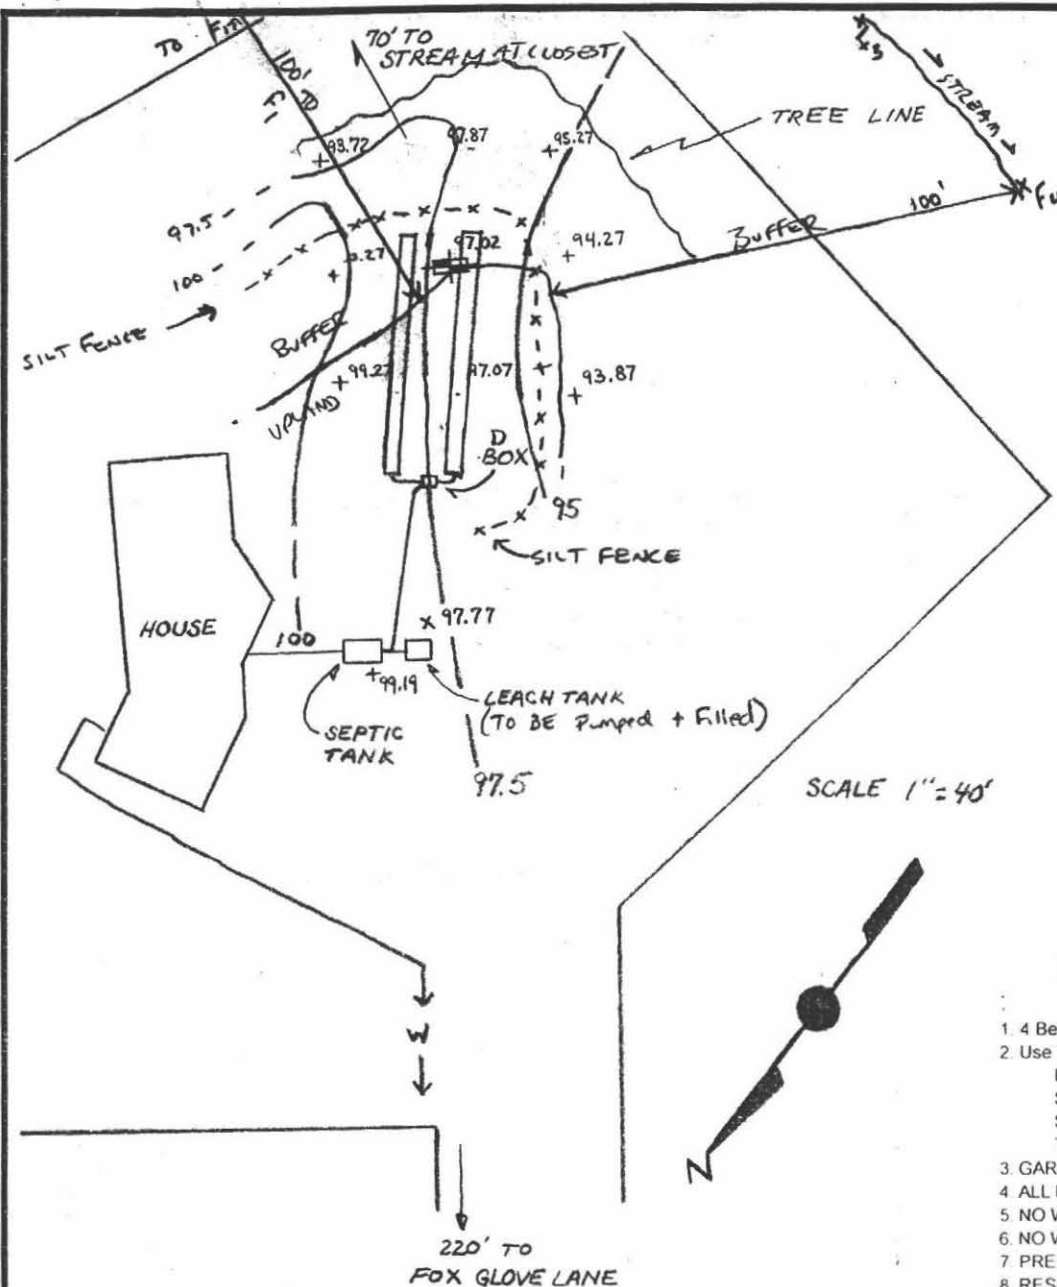 TO
100' TO
70' TO
STREAM AT CLOSEST
STREAM
TREE LINE
93.72
97.87
95.27
97.5
100
97.02
94.27
BUFFER
100'
SILT FENCE
BUFFER
UPLAND
99.27
97.07
93.87
D
BOX
95
SILT FENCE
HOUSE
100
97.77
99.19
LEACH TANK
(TO BE Pumped + Filled)
SEPTIC
TANK
97.5
SCALE 1"=40'
W
N
220' TO
FOX GLOVE LANE
1. 4
2. Use
3.
4. ALL
5. NO
6. NO
7.
8.